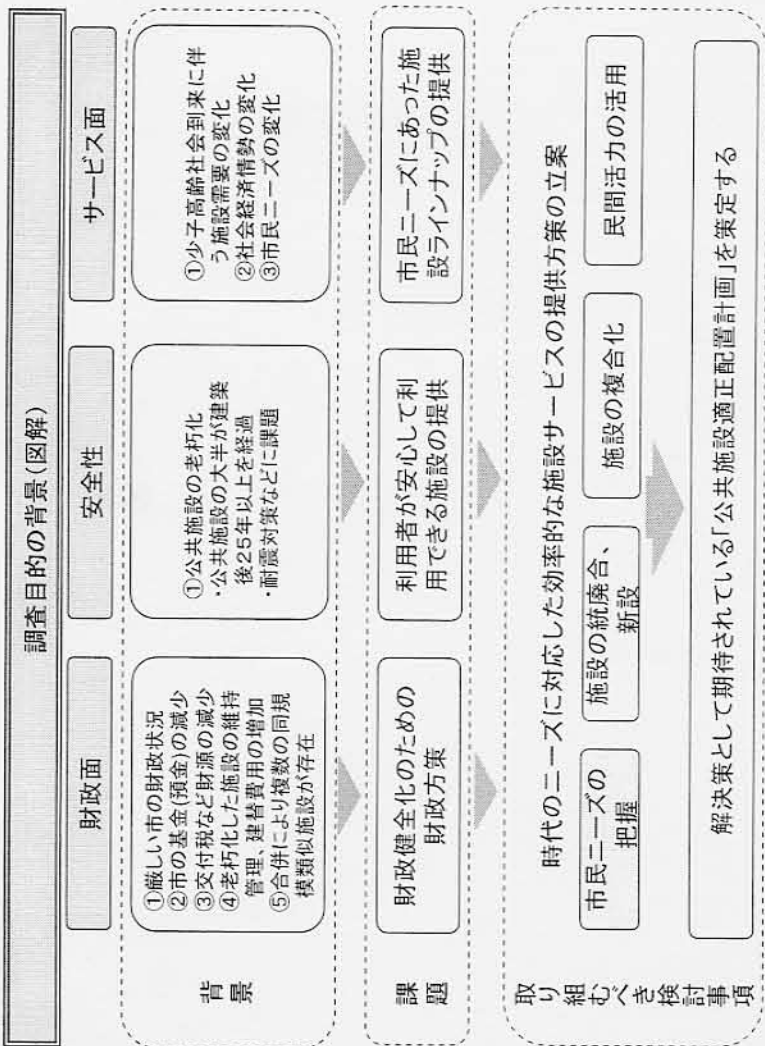 調査目的の背景(図解)
財政面
安全性
サービス面
背景
①厳しい市の財政状況
②市の基金(預金)の減少
③交付税など財源の減少
④老朽化した施設の維持
管理、建替費用の増加
⑤合併により複数の同規
模類似施設が存在
①公共施設の老朽化
・公共施設の大半が建築
後25年以上を経過
・耐震対策などに課題
①少子高齢社会到来に伴
う施設需要の変化
②社会経済情勢の変化
③市民ニーズの変化
課題
財政健全化のための
財政方策
利用者が安心して利
用できる施設の提供
市民ニーズにあった施
設ラインナップの提供
取り組むべき検討事項
時代のニーズに対応した効率的な施設サービスの提供方策の立案
市民ニーズの
把握
施設の統廃合、
新設
施設の複合化
民間活力の活用
解決策として期待されている「公共施設適正配置計画」を策定する